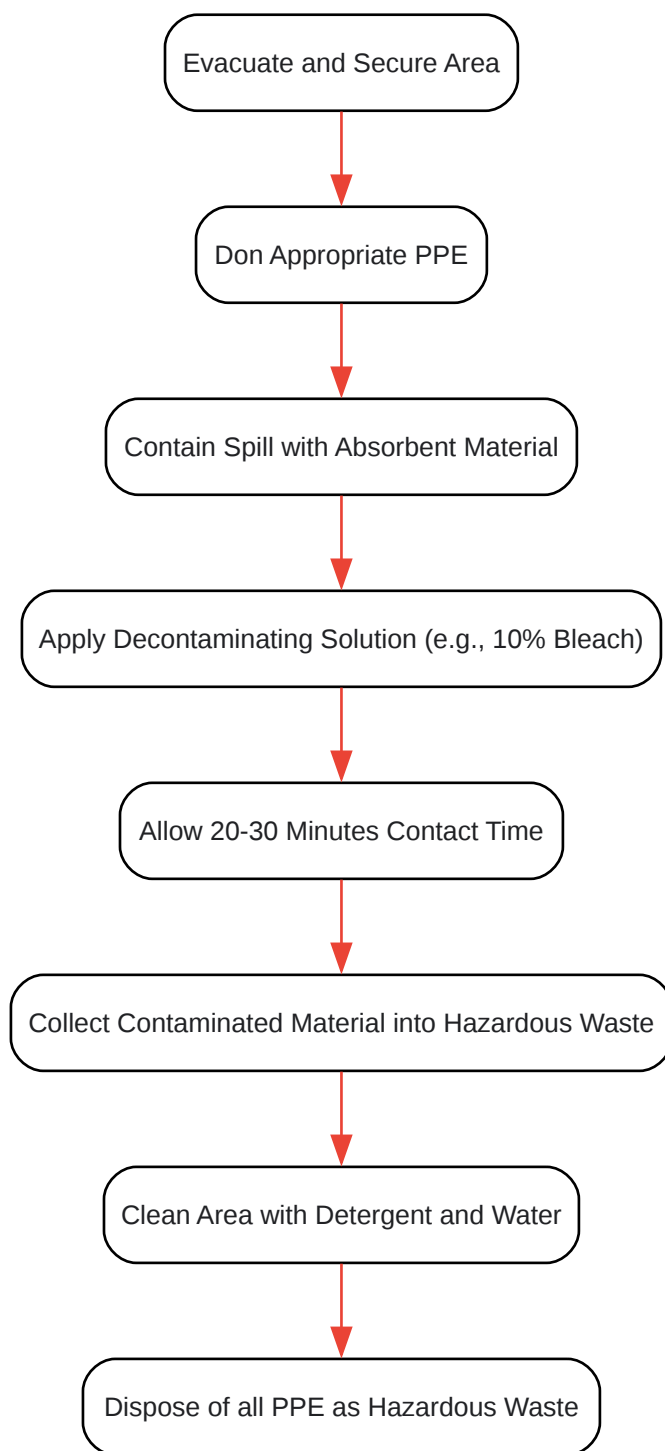 Evacuate and Secure Area
Don Appropriate PPE
Contain Spill with Absorbent Material
Apply Decontaminating Solution (e.g., 10% Bleach)
Allow 20-30 Minutes Contact Time
Collect Contaminated Material into Hazardous Waste
Clean Area with Detergent and Water
Dispose of all PPE as Hazardous Waste